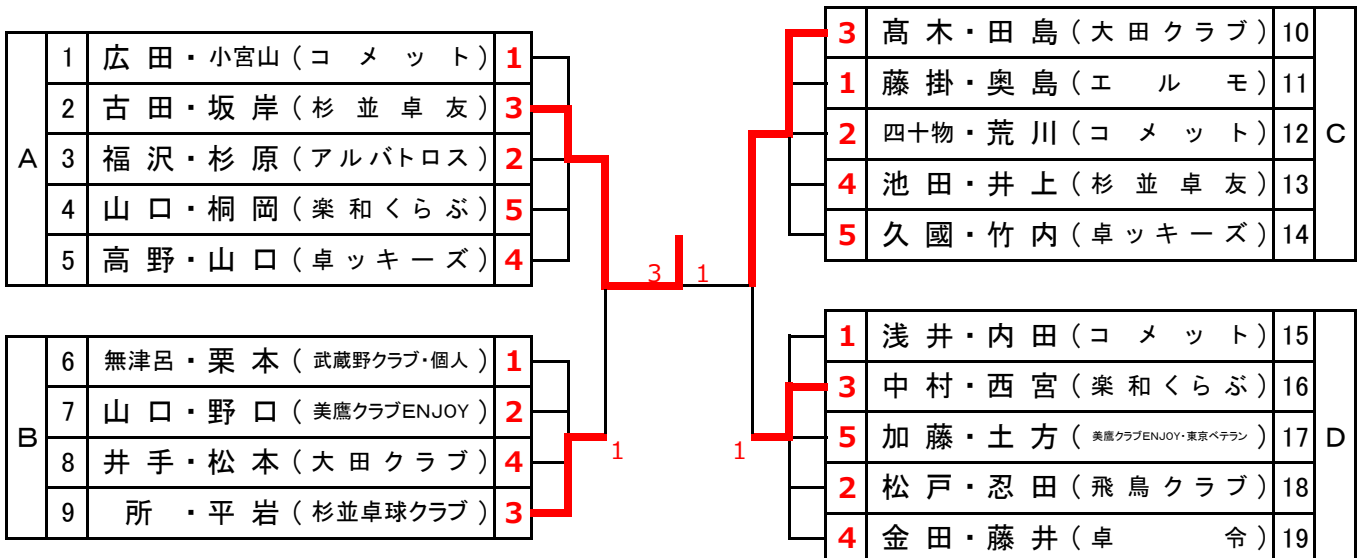 A
1 広田・小宮山(コメット) 1
2 古田・坂岸(杉並卓友) 3
3 福沢・杉原(アルバトロス) 2
4 山口・桐岡(楽和くらぶ) 5
5 高野・山口(卓ッキーズ) 4
B
6 無津呂・栗本(武蔵野クラブ・個人) 1
7 山口・野口(美鷹クラブENJOY) 2
8 井手・松本(大田クラブ) 4
9 所・平岩(杉並卓球クラブ) 3
3 1
1 1
C
3 髙木・田島(大田クラブ) 10
1 藤掛・奥島(エルモ) 11
2 四十物・荒川(コメット) 12
4 池田・井上(杉並卓友) 13
5 久國・竹内(卓ッキーズ) 14
D
1 浅井・内田(コメット) 15
3 中村・西宮(楽和くらぶ) 16
5 加藤・土方(美鷹クラブENJOY・東京ベテラン) 17
2 松戸・忍田(飛鳥クラブ) 18
4 金田・藤井(卓令) 19